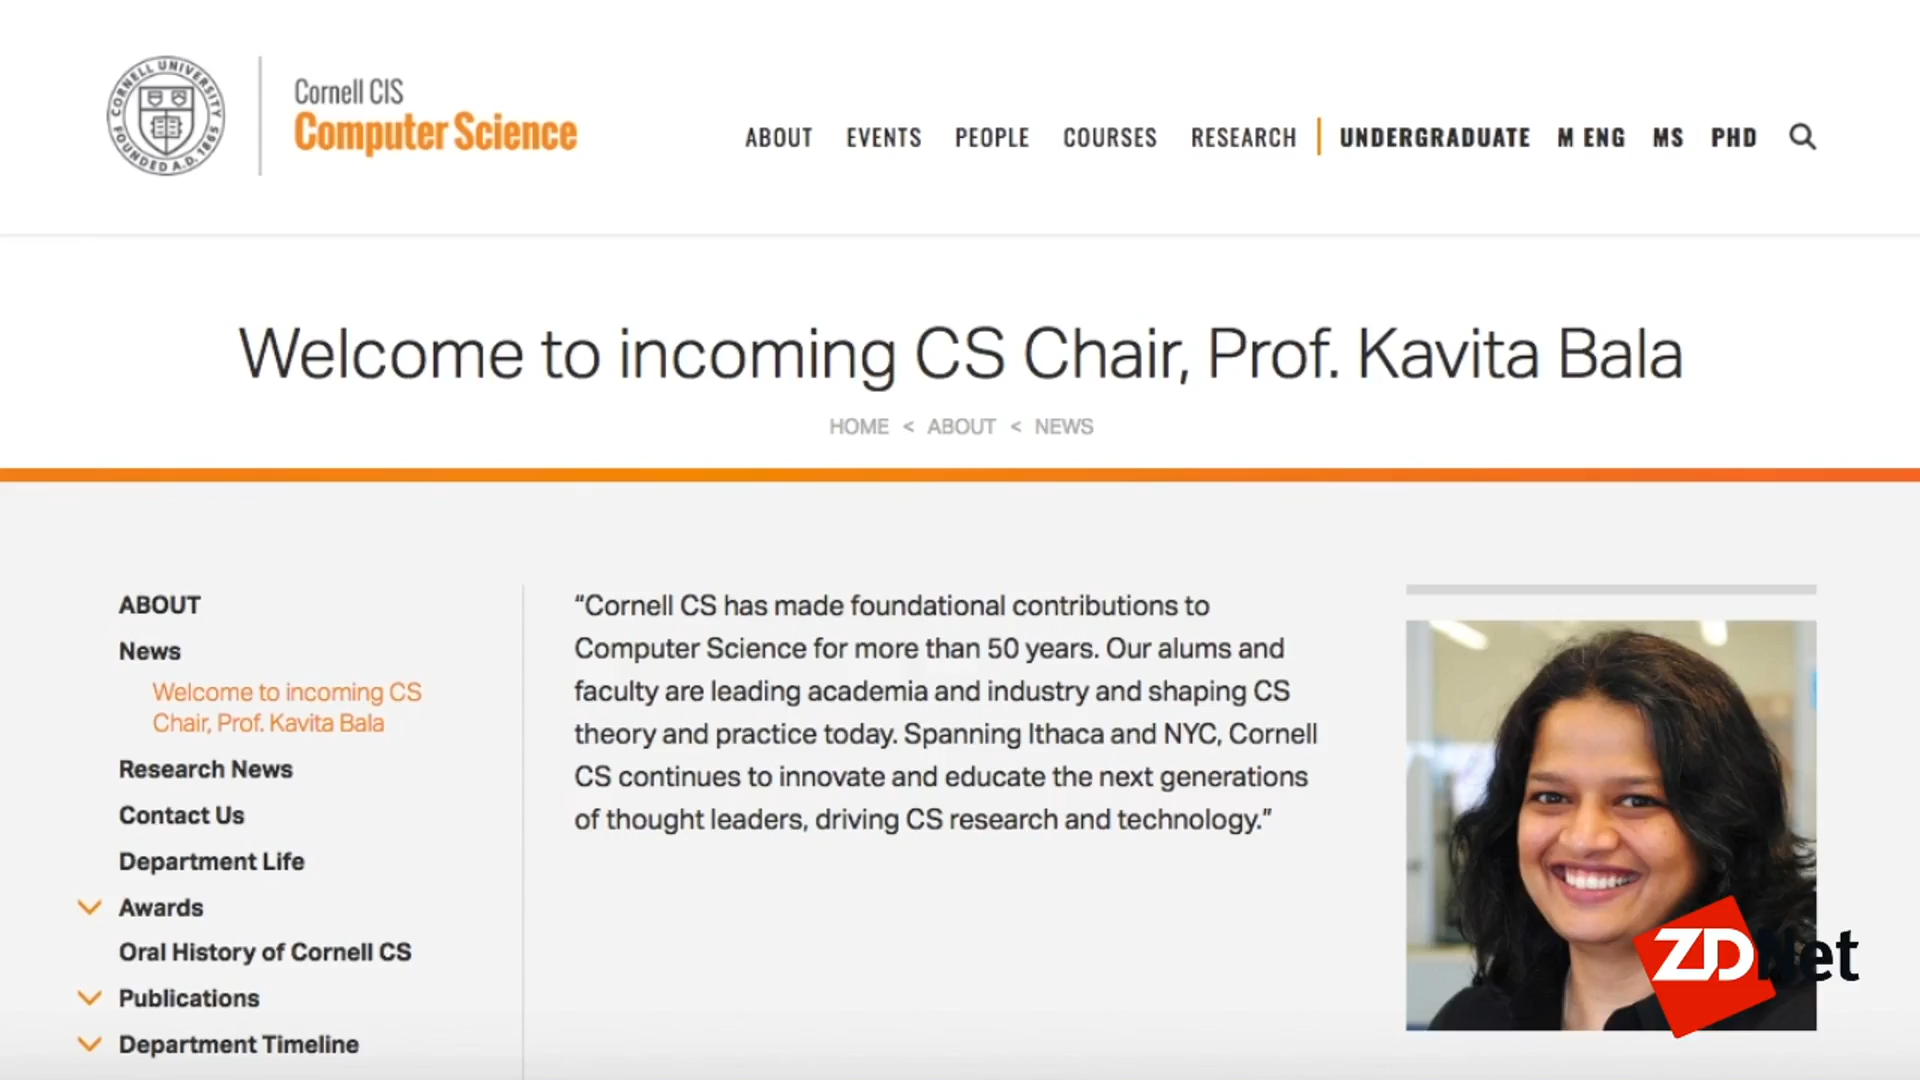 CORNELL UNIVERSITY
FOUNDED A.D. 1865
Cornell CIS
Computer Science
ABOUT EVENTS PEOPLE COURSES RESEARCH UNDERGRADUATE M ENG MS PHD
Welcome to incoming CS Chair, Prof. Kavita Bala
HOME < ABOUT < NEWS
ABOUT
News
Welcome to incoming CS
Chair, Prof. Kavita Bala
Research News
Contact Us
Department Life
Awards
Oral History of Cornell CS
Publications
Department Timeline
“Cornell CS has made foundational contributions to
Computer Science for more than 50 years. Our alums and
faculty are leading academia and industry and shaping CS
theory and practice today. Spanning Ithaca and NYC, Cornell
CS continues to innovate and educate the next generations
of thought leaders, driving CS research and technology.”
ZDNet